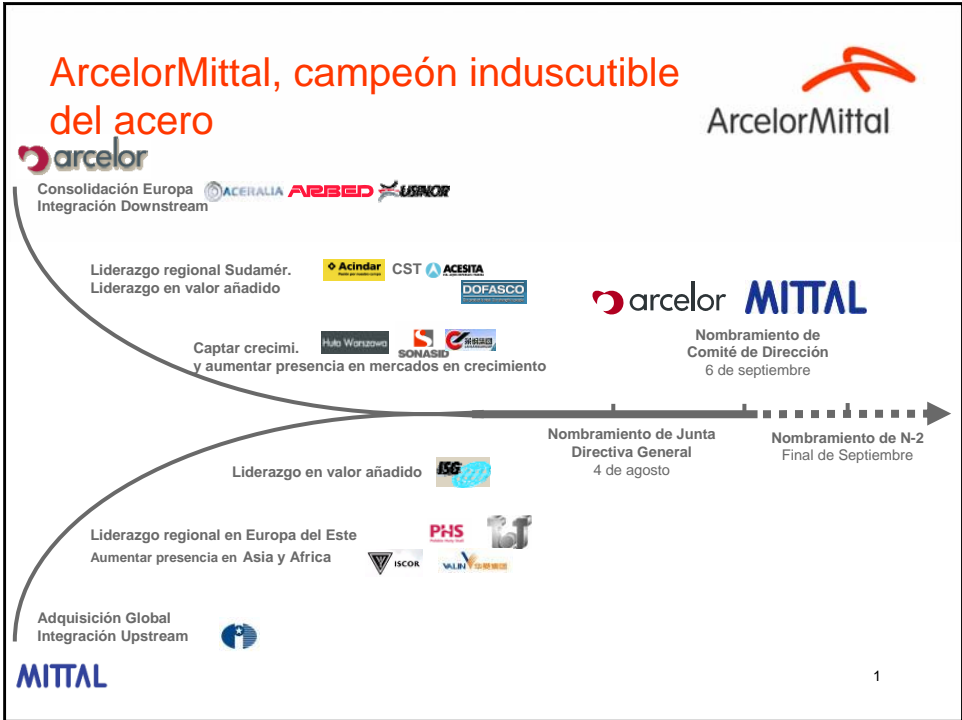 ArcelorMittal, campeón induscutible
del acero
ArcelorMittal
arcelor
Consolidación Europa
Integración Downstream
ACERALIA
ARBED
USINOR
Liderazgo regional Sudamér.
Liderazgo en valor añadido
Acindar
CST
ACESITA
DOFASCO
Captar crecimi.
y aumentar presencia en mercados en crecimiento
Huta Warszawa
SONASID
arcelor
MITTAL
Nombramiento de
Comité de Dirección
6 de septiembre
Nombramiento de Junta
Directiva General
4 de agosto
Nombramiento de N-2
Final de Septiembre
Liderazgo en valor añadido
ISG
Liderazgo regional en Europa del Este
PHS
Aumentar presencia en Asia y Africa
ISCOR
VALIN
Adquisición Global
Integración Upstream
MITTAL
1